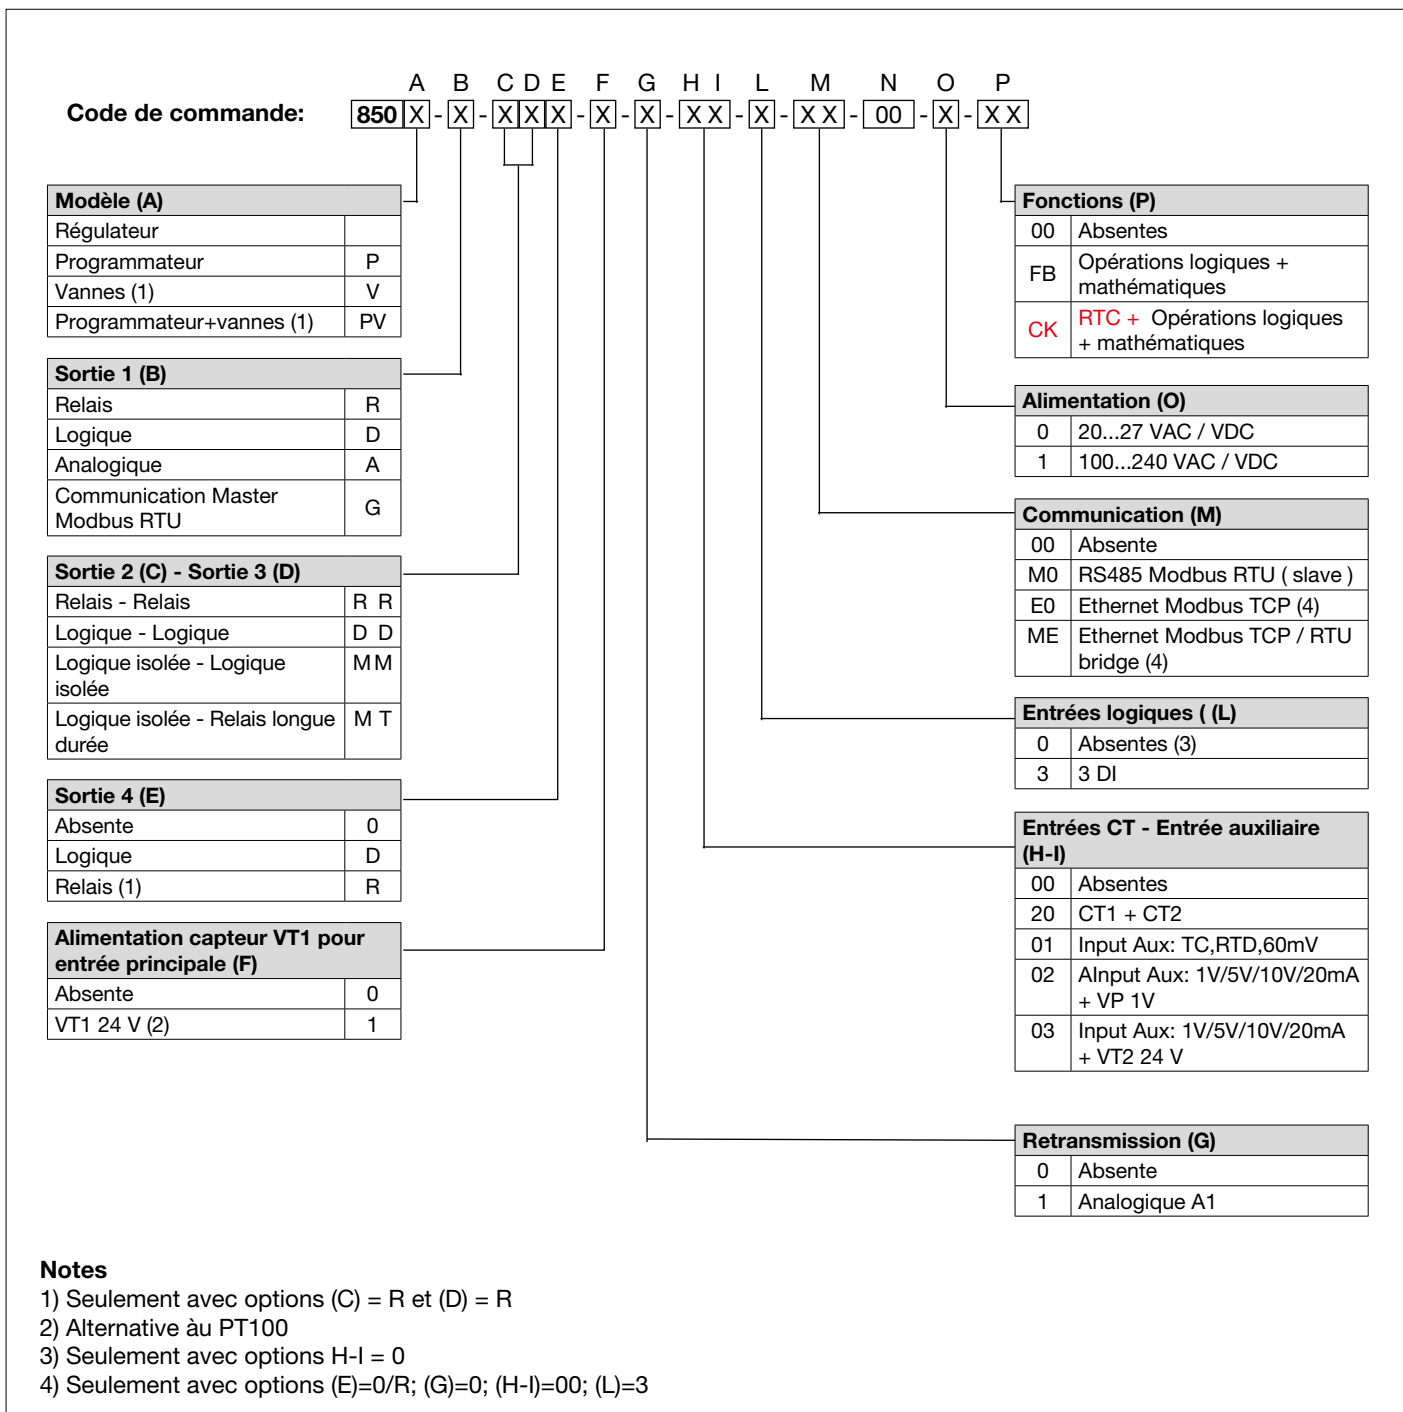 A B C D E F G H I L M N O P
Code de commande: 850 X - X - X X X - X - X - X X - X - X X - 00 - X - X X
Modèle (A)
Régulateur
Programmateur P
Vannes (1) V
Programmateur+vannes (1) PV
Sortie 1 (B)
Relais R
Logique D
Analogique A
Communication Master
Modbus RTU G
Sortie 2 (C) - Sortie 3 (D)
Relais - Relais R R
Logique - Logique D D
Logique isolée - Logique M M
isolée
Logique isolée - Relais longue M T
durée
Sortie 4 (E)
Absente 0
Logique D
Relais (1) R
Alimentation capteur VT1 pour
entrée principale (F)
Absente 0
VT1 24 V (2) 1
Fonctions (P)
00 Absentes
FB Opérations logiques +
mathématiques
CK RTC + Opérations logiques
+ mathématiques
Alimentation (O)
0 20...27 VAC / VDC
1 100...240 VAC / VDC
Communication (M)
00 Absente
M0 RS485 Modbus RTU ( slave )
E0 Ethernet Modbus TCP (4)
ME Ethernet Modbus TCP / RTU
bridge (4)
Entrées logiques ( (L)
0 Absentes (3)
3 3 DI
Entrées CT - Entrée auxiliaire
(H-I)
00 Absentes
20 CT1 + CT2
01 Input Aux: TC,RTD,60mV
02 AInput Aux: 1V/5V/10V/20mA
+ VP 1V
03 Input Aux: 1V/5V/10V/20mA
+ VT2 24 V
Retransmission (G)
0 Absente
1 Analogique A1
Notes
1) Seulement avec options (C) = R et (D) = R
2) Alternative àu PT100
3) Seulement avec options H-I = 0
4) Seulement avec options (E)=0/R; (G)=0; (H-I)=00; (L)=3